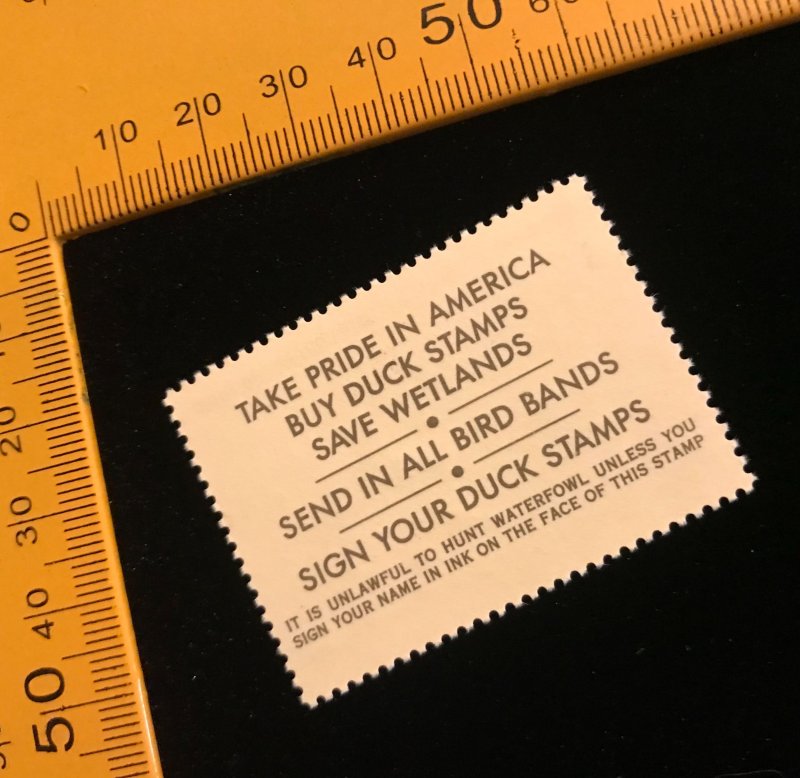 10 20 30 40 50 60
0
20
30
40
50
TAKE PRIDE IN AMERICA
BUY DUCK STAMPS
SAVE WETLANDS
SEND IN ALL BIRD BANDS
SIGN YOUR DUCK STAMPS
IT IS UNLAWFUL TO HUNT WATERFOWL UNLESS YOU
SIGN YOUR NAME IN INK ON THE FACE OF THIS STAMP